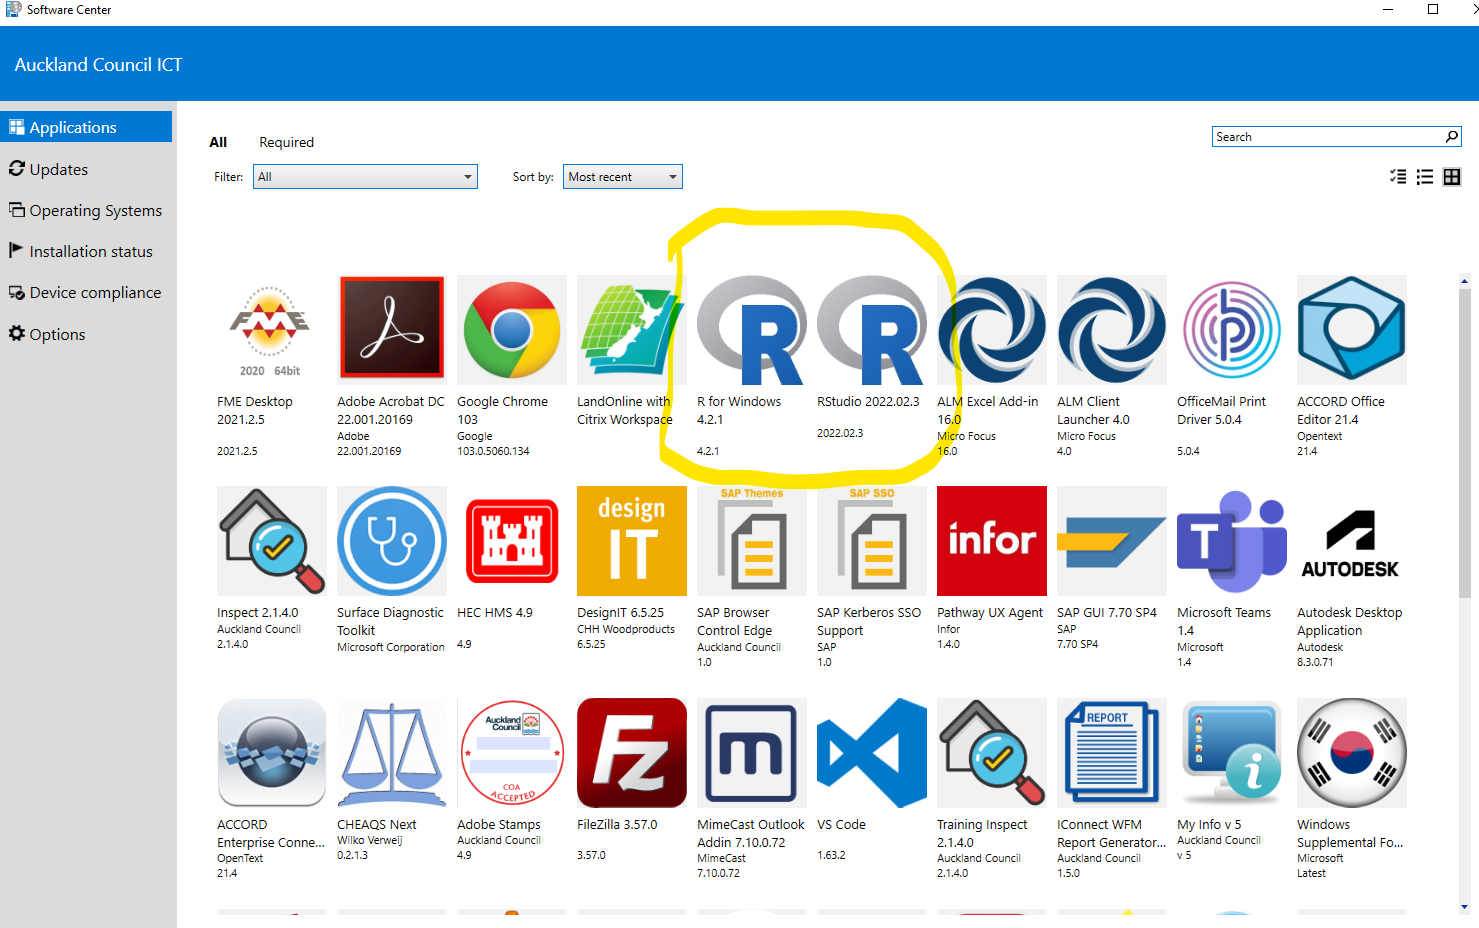 Software Center
Auckland Council ICT
Applications
Updates
Operating Systems
Installation status
Device compliance
Options
All Required
Search
Filter: All Sort by: Most recent
FME
2020 64bit
FME Desktop
2021.2.5
2021.2.5
Adobe Acrobat DC
22.001.20169
Adobe
22.001.20169
Google Chrome
103
Google
103.0.5060.134
LandOnline with
Citrix Workspace
R
R for Windows
4.2.1
4.2.1
R
RStudio 2022.02.3
2022.02.3
ALM Excel Add-in
16.0
Micro Focus
16.0
ALM Client
Launcher 4.0
Micro Focus
4.0
OfficeMail Print
Driver 5.0.4
5.0.4
ACCORD Office
Editor 21.4
Opentext
21.4
Inspect 2.1.4.0
Auckland Council
2.1.4.0
Surface Diagnostic
Toolkit
Microsoft Corporation
HEC HMS 4.9
4.9
design
IT
DesignIT 6.5.25
CHH Woodproducts
6.5.25
SAP Themes
SAP Browser
Control Edge
Auckland Council
1.0
SAP SSO
SAP Kerberos SSO
Support
SAP
1.0
infor
Pathway UX Agent
Infor
1.4.0
SAP GUI 7.70 SP4
SAP
7.70 SP4
T
Microsoft Teams
1.4
Microsoft
1.4
AUTODESK
Autodesk Desktop
Application
Autodesk
8.3.0.71
ACCORD
Enterprise Conne...
OpenText
21.4
CHEAQS Next
Wilko Verweij
0.2.1.3
Auckland
Council
COA
ACCEPTED
Adobe Stamps
Auckland Council
4.9
Fz
FileZilla 3.57.0
3.57.0
m
MimeCast Outlook
Addin 7.10.0.72
MimeCast
7.10.0.72
VS Code
1.63.2
Training Inspect
2.1.4.0
Auckland Council
2.1.4.0
REPORT
IConnect WFM
Report Generator...
Auckland Council
1.5.0
i
My Info v 5
Auckland Council
v 5
Windows
Supplemental Fo...
Microsoft
Latest